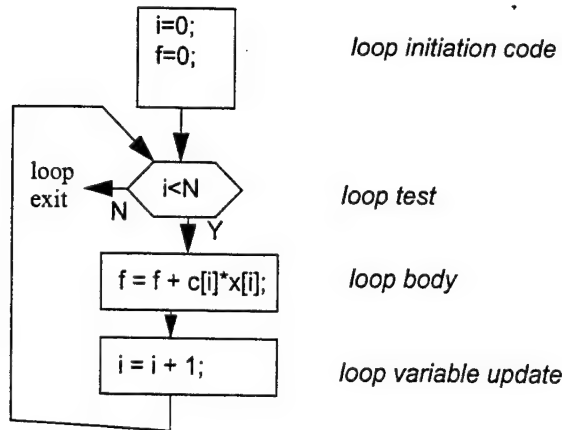 i=0;
f=0;
loop initiation code
loop
exit
N
i<N
loop test
Y
f = f + c[i]*x[i];
loop body
i = i + 1;
loop variable update